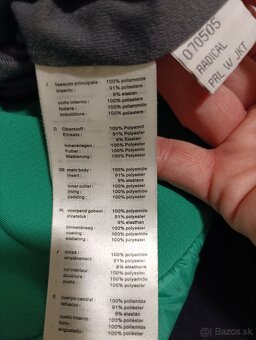 070505
RADICAL
PRL W/ JKT
I tessuto principale : 100% poliammide
inserto : 91% poliestere
9% elastan
collo interno : 100% poliestere
fodera : 100% poliestere
imbottitura : 100% poliestere
D Oberstoff : 100% Polyamid
Einsatz : 91% Polyester
9% Elasthan
Innenkragen : 100% Polyester
Futter : 100% Polyester
Wattierung : 100% Polyester
GB main body : 100% polyamide
insert : 91% polyester
9% elastane
inner collar : 100% polyester
lining : 100% polyester
padding : 100% polyester
NL voorpand geheel : 100% polyamide
inzetstuk : 91% polyester
9% elasthan
binnenkraag : 100% polyester
voering : 100% polyester
wattering : 100% polyester
F corps : 100% polyamide
empiècement : 91% polyester
9% élasthanne
col intérieur : 100% polyester
doublure : 100% polyester
ouate : 100% polyester
E cuerpo central : 100% poliamida
refuerzo : 91% poliéster
9% elastán
cuello interno : 100% poliéster
forro : 100% poliéster
enguatado : 100% poliéster
Bazos.sk